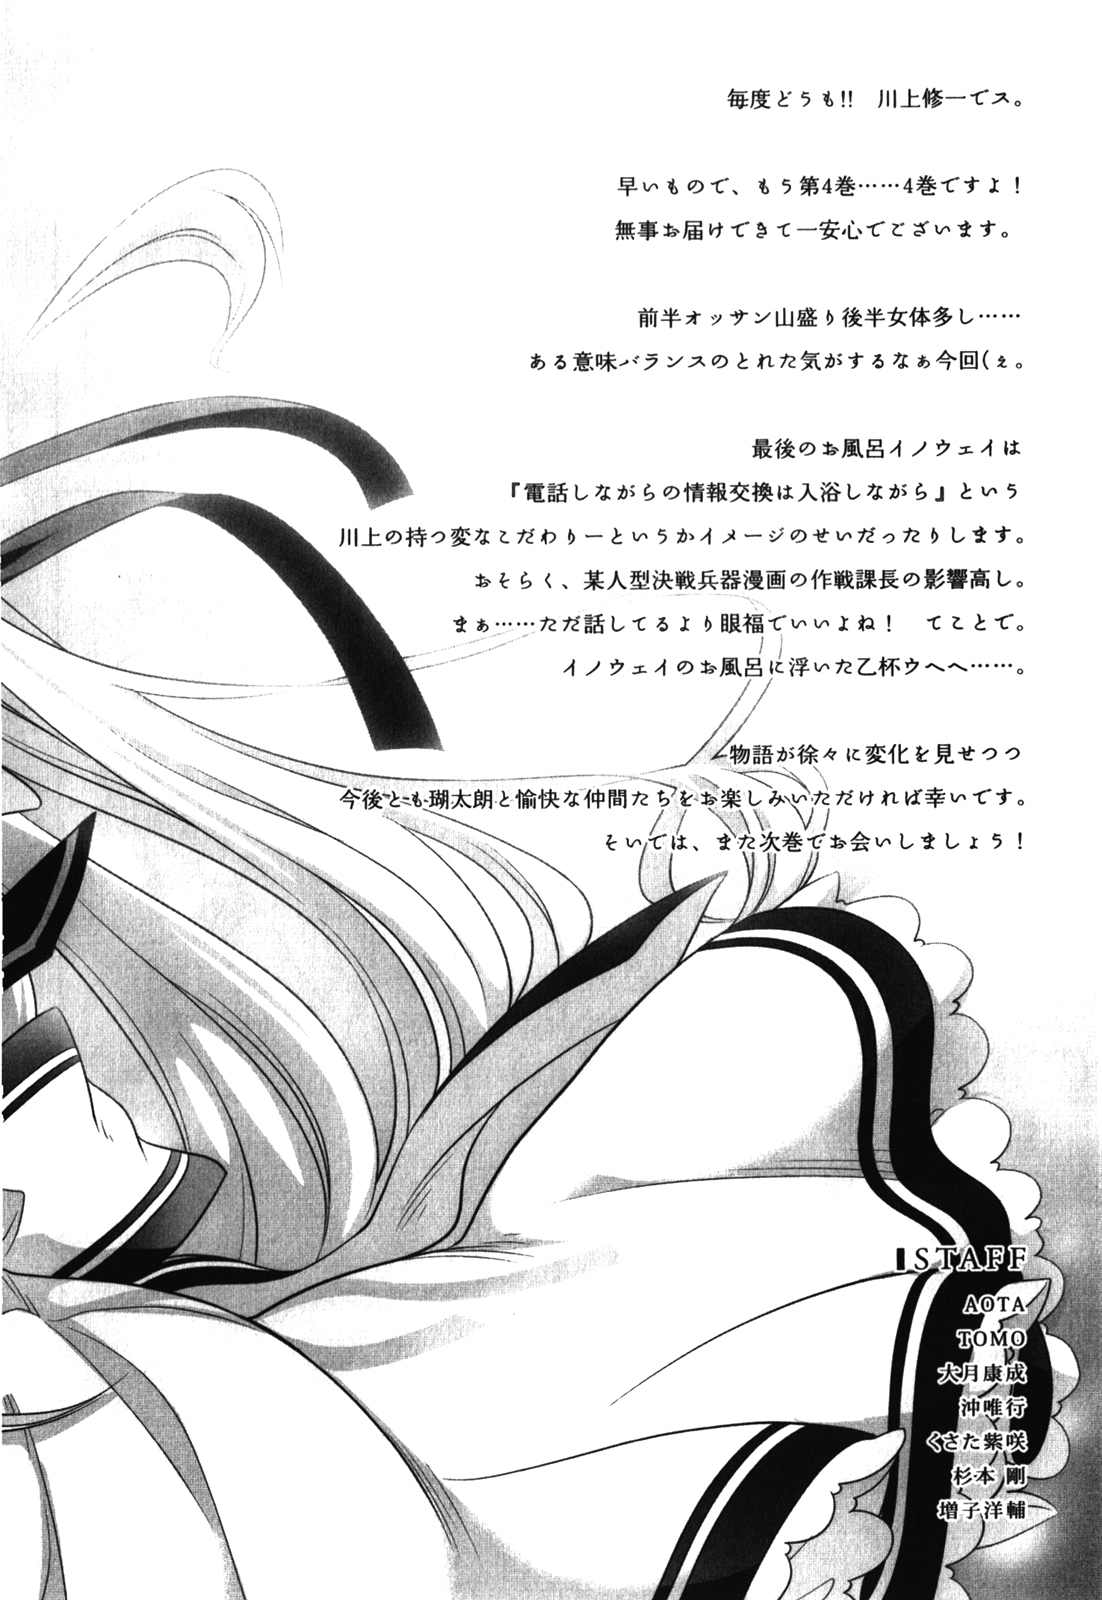 毎度どうも!!　川上修一でス。
早いもので、もう第4巻……4巻ですよ！
無事お届けできて一安心でございます。
前半オッサン山盛り後半女体多し……
ある意味バランスのとれた気がするなぁ今回(ぇ。
最後のお風呂イノウェイは
『電話しながらの情報交換は入浴しながら』という
川上の持つ変なこだわりーというかイメージのせいだったりします。
おそらく、某人型決戦兵器漫画の作戦課長の影響高し。
まぁ……ただ話してるより眼福でいいよね！　てことで。
イノウェイのお風呂に浮いた乙杯ウヘヘ……。
物語が徐々に変化を見せつつ
今後とも瑚太朗と愉快な仲間たちをお楽しみいただければ幸いです。
そいでは、また次巻でお会いしましょう！
STAFF
AOTA
TOMO
大月康成
沖唯行
くさた紫咲
杉本 剛
増子洋輔